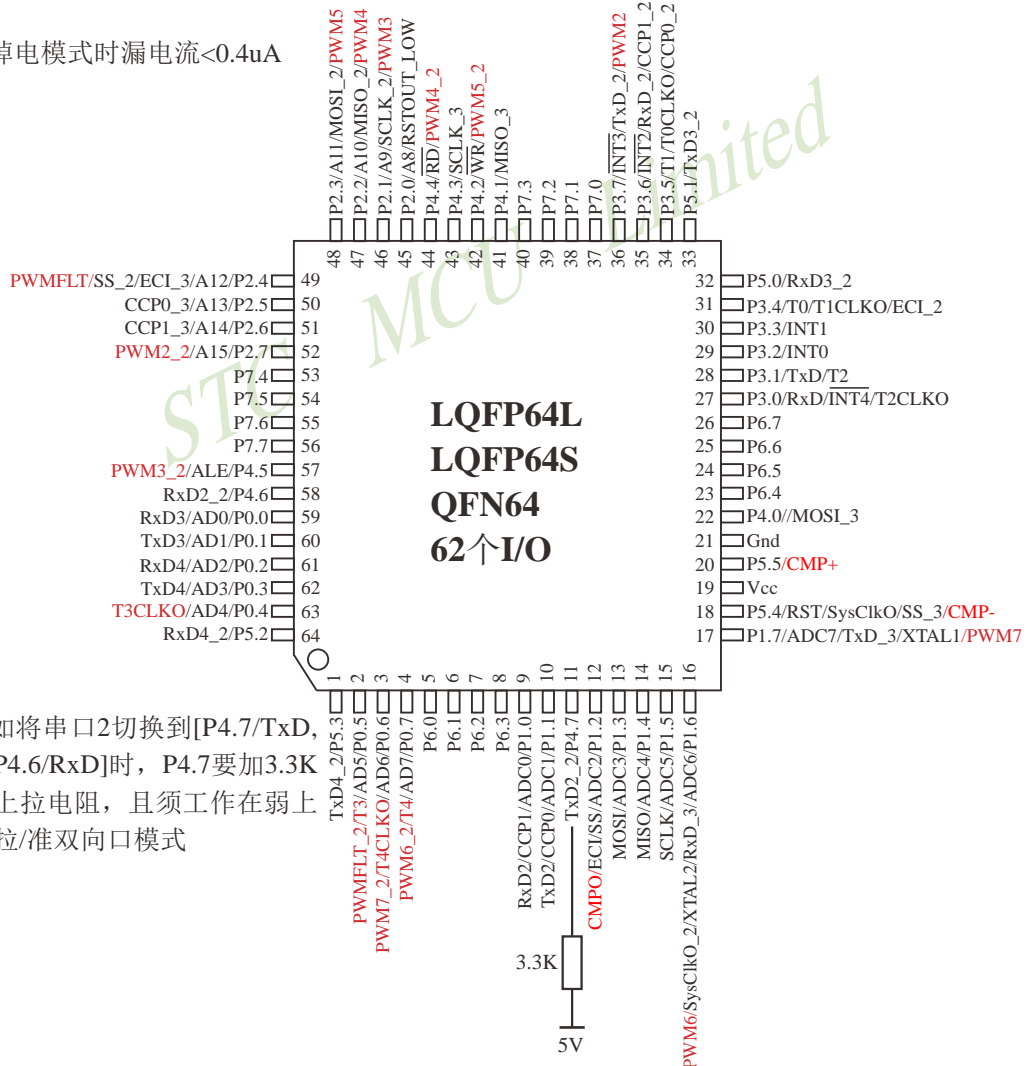 掉电模式时漏电流<0.4uA
P2.3/A11/MOSI_2/PWM5
P2.2/A10/MISO_2/PWM4
P2.1/A9/SCLK_2/PWM3
P2.0/A8/RSTOUT_LOW
P4.4/RD/PWM4_2
P4.3/SCLK_3
P4.2/WR/PWM5_2
P4.1/MISO_3
P7.3
P7.2
P7.1
P7.0
P3.7/INT3/TxD_2/PWM2
P3.6/INT2/RxD_2/CCP1_2
P3.5/T1/T0CLKO/CCP0_2
P5.1/TxD3_2
48 47 46 45 44 43 42 41 40 39 38 37 36 35 34 33
PWMFLT/SS_2/ECI_3/A12/P2.4 49
CCP0_3/A13/P2.5 50
CCP1_3/A14/P2.6 51
PWM2_2/A15/P2.7 52
P7.4 53
P7.5 54
P7.6 55
P7.7 56
PWM3_2/ALE/P4.5 57
RxD2_2/P4.6 58
RxD3/AD0/P0.0 59
TxD3/AD1/P0.1 60
RxD4/AD2/P0.2 61
TxD4/AD3/P0.3 62
T3CLKO/AD4/P0.4 63
RxD4_2/P5.2 64
STC MCU Limited
LQFP64L
LQFP64S
QFN64
62个I/O
32 P5.0/RxD3_2
31 P3.4/T0/T1CLKO/ECI_2
30 P3.3/INT1
29 P3.2/INT0
28 P3.1/TxD/T2
27 P3.0/RxD/INT4/T2CLKO
26 P6.7
25 P6.6
24 P6.5
23 P6.4
22 P4.0//MOSI_3
21 Gnd
20 P5.5/CMP+
19 Vcc
18 P5.4/RST/SysClkO/SS_3/CMP-
17 P1.7/ADC7/TxD_3/XTAL1/PWM7
1 2 3 4 5 6 7 8 9 10 11 12 13 14 15 16
TxD4_2/P5.3
PWMFLT_2/T3/AD5/P0.5
PWM7_2/T4CLKO/AD6/P0.6
PWM6_2/T4/AD7/P0.7
P6.0
P6.1
P6.2
P6.3
RxD2/CCP1/ADC0/P1.0
TxD2/CCP0/ADC1/P1.1
TxD2_2/P4.7
CMPO/ECI/SS/ADC2/P1.2
MOSI/ADC3/P1.3
MISO/ADC4/P1.4
SCLK/ADC5/P1.5
PWM6/SysClkO_2/XTAL2/RxD_3/ADC6/P1.6
如将串口2切换到[P4.7/TxD,
P4.6/RxD]时，P4.7要加3.3K
上拉电阻，且须工作在弱上
拉/准双向口模式
3.3K
5V